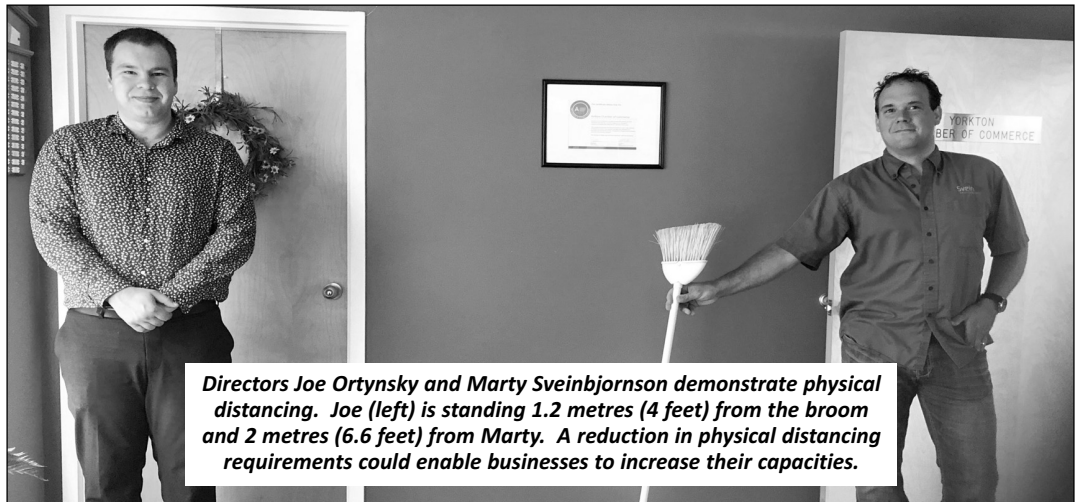 YORKTON
BER OF COMMERCE
Directors Joe Ortynsky and Marty Sveinbjornson demonstrate physical
distancing. Joe (left) is standing 1.2 metres (4 feet) from the broom
and 2 metres (6.6 feet) from Marty. A reduction in physical distancing
requirements could enable businesses to increase their capacities.